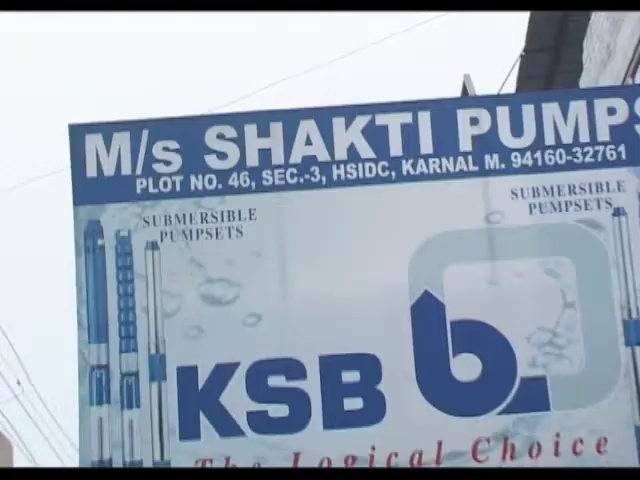 M/s SHAKTI PUMPS
PLOT NO. 46, SEC.-3, HSIDC, KARNAL M. 94160-32761
SUBMERSIBLE
PUMPSETS
SUBMERSIBLE
PUMPSETS
KSB b
The Logical Choice